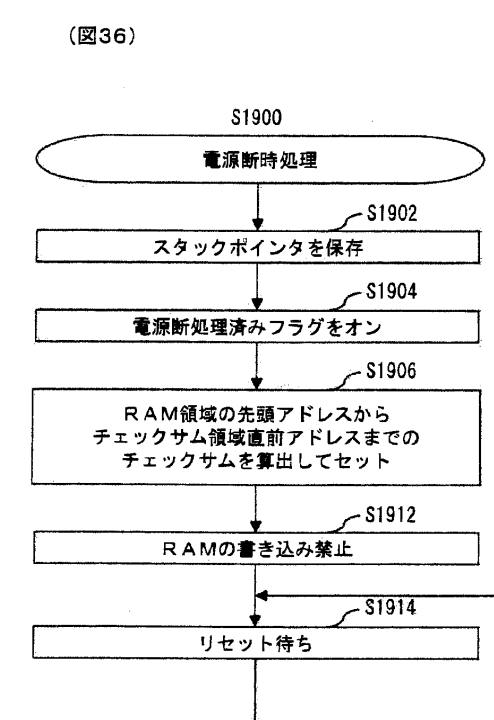 (図36)
S1900
電源断時処理
S1902
スタックポインタを保存
S1904
電源断処理済みフラグをオン
S1906
RAM領域の先頭アドレスから
チェックサム領域直前アドレスまでの
チェックサムを算出してセット
S1912
RAMの書き込み禁止
S1914
リセット待ち